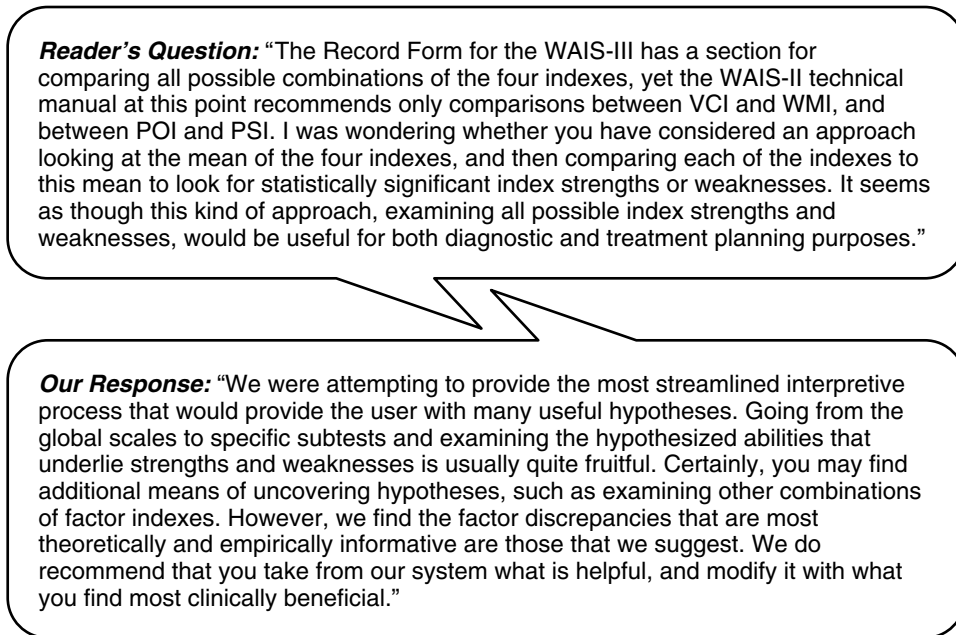 Reader's Question: “The Record Form for the WAIS-III has a section for
comparing all possible combinations of the four indexes, yet the WAIS-II technical
manual at this point recommends only comparisons between VCI and WMI, and
between POI and PSI. I was wondering whether you have considered an approach
looking at the mean of the four indexes, and then comparing each of the indexes to
this mean to look for statistically significant index strengths or weaknesses. It seems
as though this kind of approach, examining all possible index strengths and
weaknesses, would be useful for both diagnostic and treatment planning purposes.”
Our Response: “We were attempting to provide the most streamlined interpretive
process that would provide the user with many useful hypotheses. Going from the
global scales to specific subtests and examining the hypothesized abilities that
underlie strengths and weaknesses is usually quite fruitful. Certainly, you may find
additional means of uncovering hypotheses, such as examining other combinations
of factor indexes. However, we find the factor discrepancies that are most
theoretically and empirically informative are those that we suggest. We do
recommend that you take from our system what is helpful, and modify it with what
you find most clinically beneficial.”